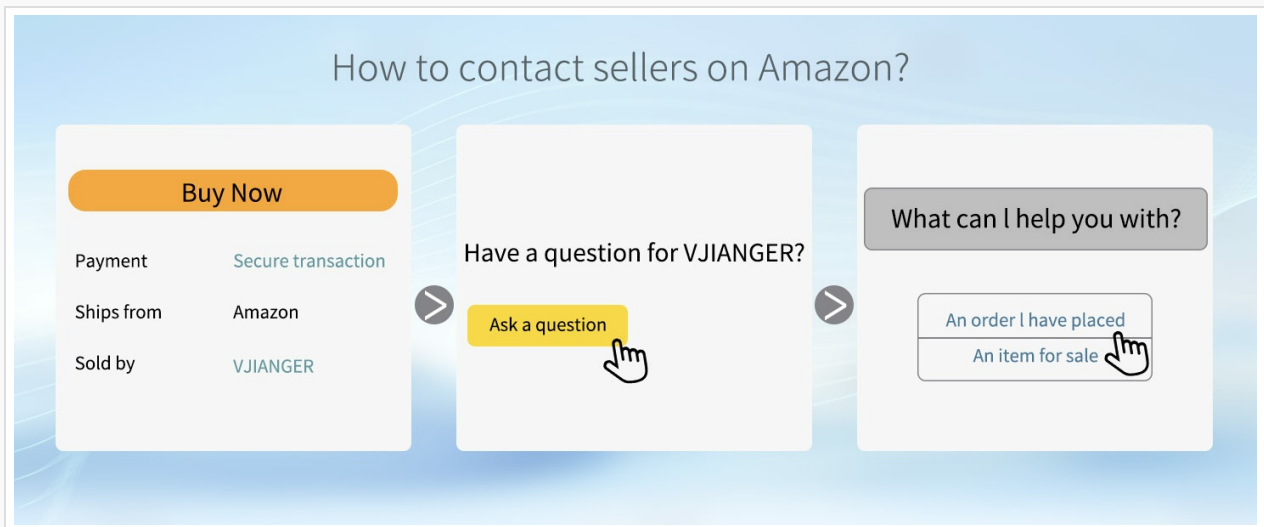 How to contact sellers on Amazon?
Buy Now
Payment Secure transaction
Ships from Amazon
Sold by VJIANGER
Have a question for VJIANGER?
Ask a question
What can l help you with?
An order l have placed
An item for sale